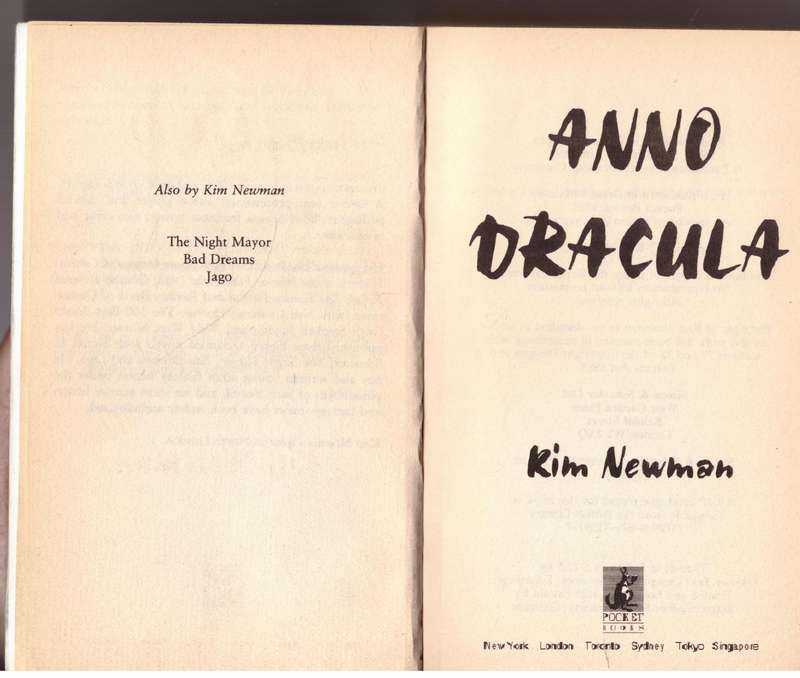 Also by Kim Newman
The Night Mayor
Bad Dreams
Jago
ANNO
DRACULA
Kim Newman
POCKET
BOOKS
New York London Toronto Sydney Tokyo Singapore